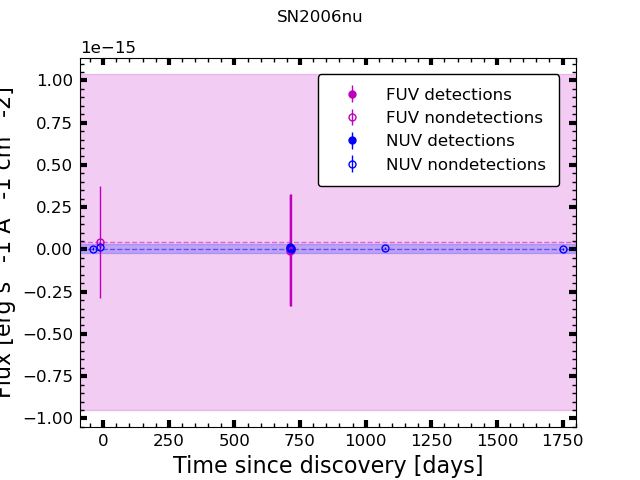 SN2006nu
1e−15
1.00
0.75
0.50
0.25
0.00
−0.25
−0.50
−0.75
−1.00
Flux [erg s -1 A -1 cm -2]
FUV detections
FUV nondetections
NUV detections
NUV nondetections
0 250 500 750 1000 1250 1500 1750
Time since discovery [days]